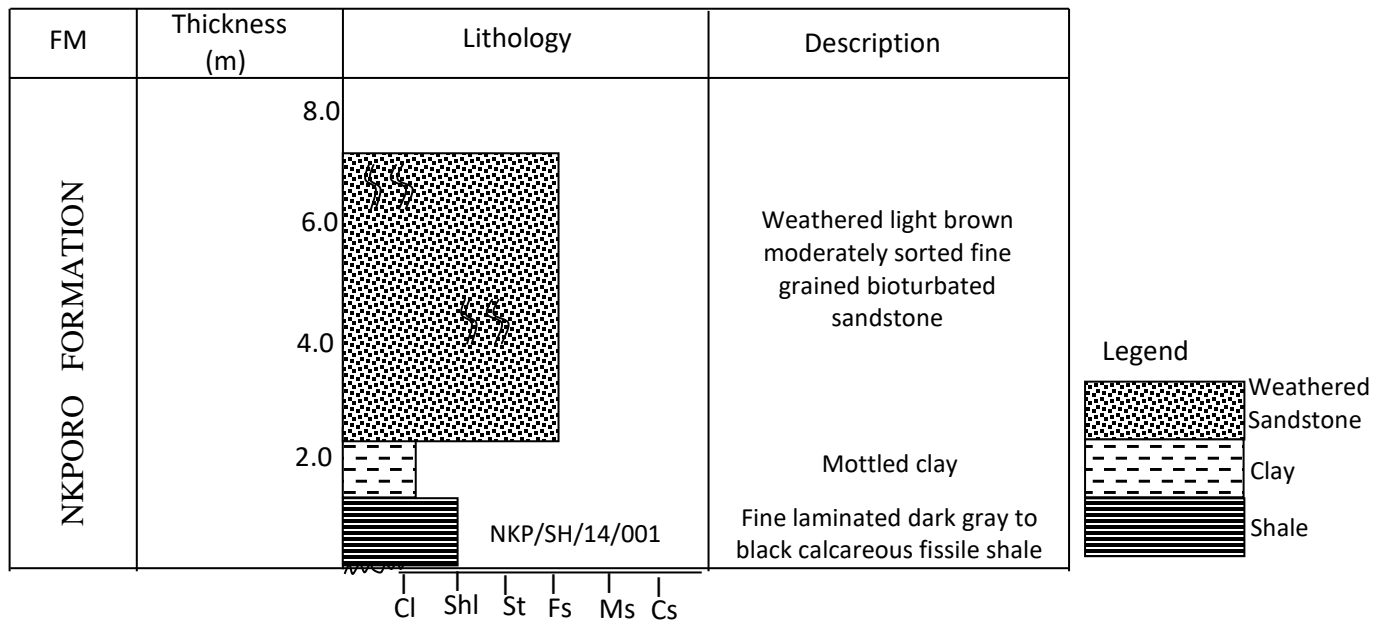 FM
Thickness
(m)
Lithology
Description
NKPORO FORMATION
8.0
6.0
4.0
2.0
NKP/SH/14/001
Weathered light brown
moderately sorted fine
grained bioturbated
sandstone
Mottled clay
Fine laminated dark gray to
black calcareous fissile shale
Cl Shl St Fs Ms Cs
Legend
Weathered
Sandstone
Clay
Shale